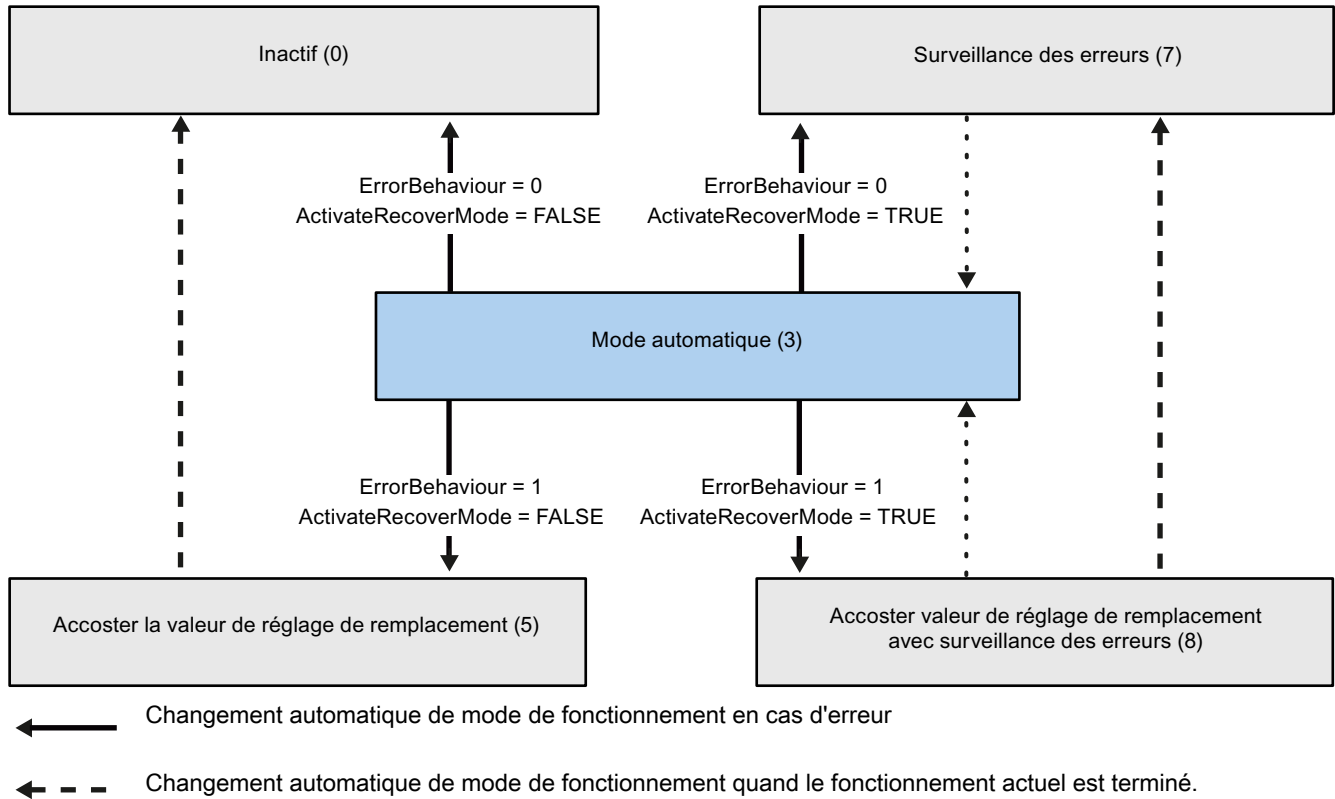 Inactif (0)
Surveillance des erreurs (7)
ErrorBehaviour = 0
ActivateRecoverMode = FALSE
ErrorBehaviour = 0
ActivateRecoverMode = TRUE
Mode automatique (3)
ErrorBehaviour = 1
ActivateRecoverMode = FALSE
ErrorBehaviour = 1
ActivateRecoverMode = TRUE
Accoster la valeur de réglage de remplacement (5)
Accoster valeur de réglage de remplacement
avec surveillance des erreurs (8)
Changement automatique de mode de fonctionnement en cas d'erreur
Changement automatique de mode de fonctionnement quand le fonctionnement actuel est terminé.